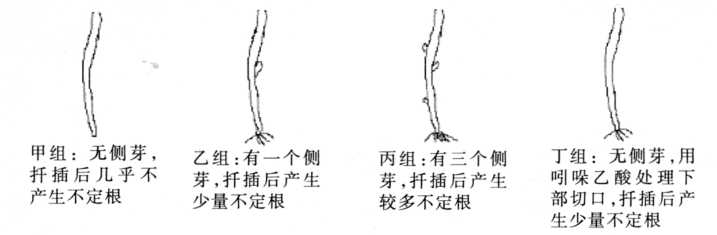 甲组：无侧芽，
扦插后几乎不
产生不定根
乙组:有一个侧
芽,扦插后产生
少量不定根
丙组:有三个侧
芽,扦插后产生
较多不定根
丁组：无侧芽，用
吲哚乙酸处理下
部切口，扦插后产
生少量不定根